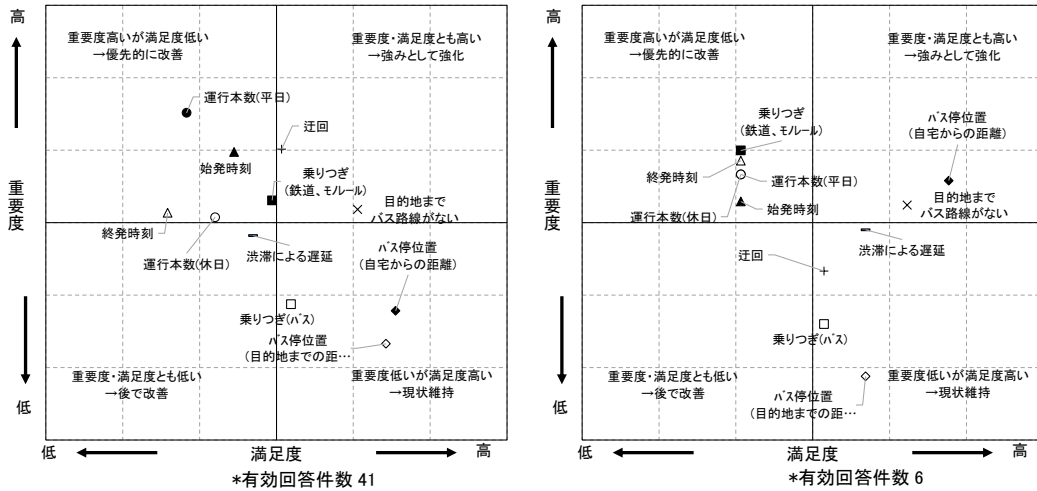 高
重要度高いが満足度低い
→優先的に改善
重要度・満足度とも高い
→強みとして強化
運行本数(平日)
迂回
始発時刻
乗りつぎ
(鉄道、モノレール)
目的地まで
バス路線がない
重要度
終発時刻
運行本数(休日)
渋滞による遅延
バス停位置
(自宅からの距離)
乗りつぎ(バス)
バス停位置
(目的地までの距…
重要度・満足度とも低い
→後で改善
重要度低いが満足度高い
→現状維持
低
低
満足度
高
*有効回答件数 41
高
重要度高いが満足度低い
→優先的に改善
重要度・満足度とも高い
→強みとして強化
乗りつぎ
(鉄道、モノレール)
バス停位置
(自宅からの距離)
終発時刻
運行本数(平日)
目的地まで
バス路線がない
運行本数(休日)
始発時刻
重要度
渋滞による遅延
迂回
乗りつぎ(バス)
重要度・満足度とも低い
→後で改善
重要度低いが満足度高い
→現状維持
バス停位置
(目的地までの距…
低
低
満足度
高
*有効回答件数 6